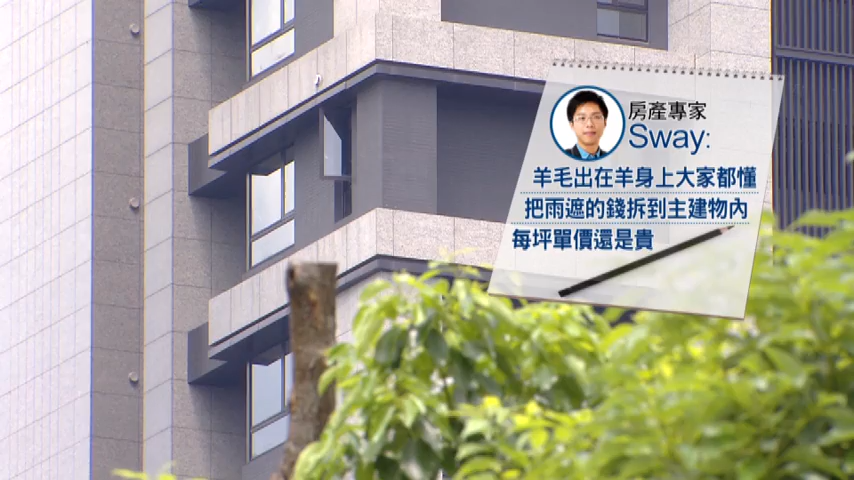 房產專家
Sway:
羊毛出在羊身上大家都懂
把雨遮的錢拆到主建物內
每坪單價還是貴